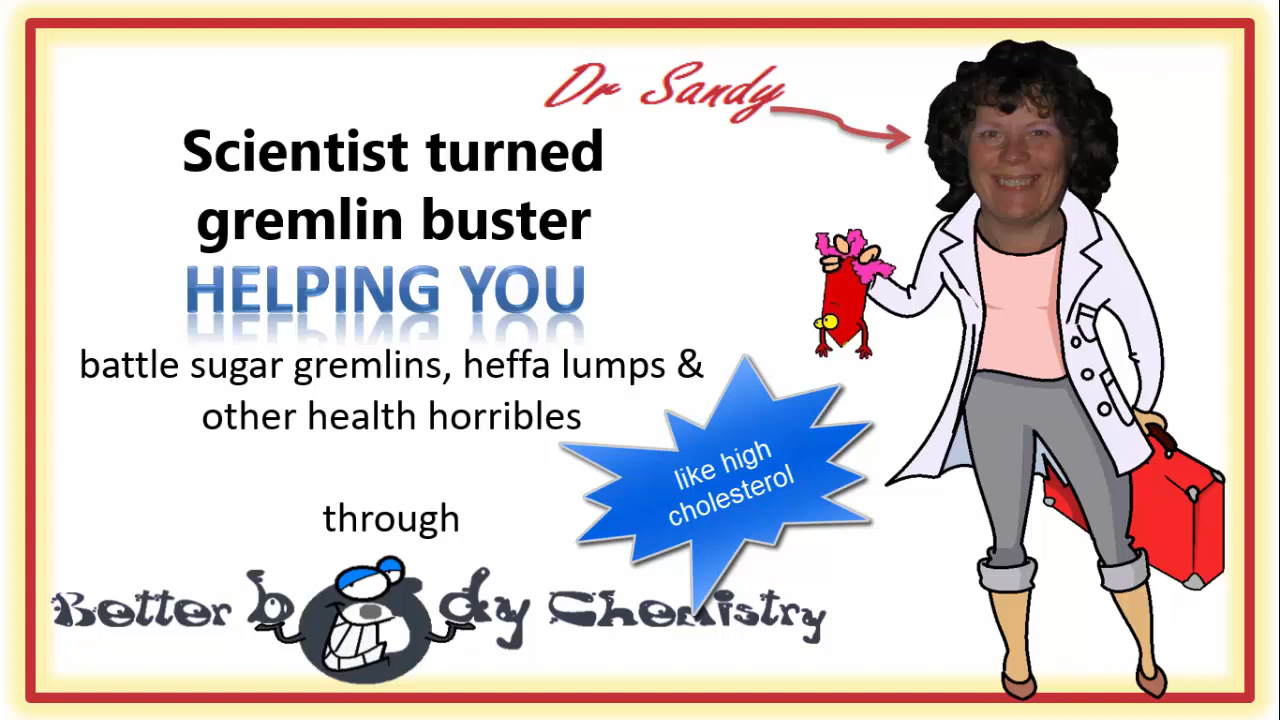 Dr Sandy
Scientist turned
gremlin buster
HELPING YOU
battle sugar gremlins, heffa lumps &
other health horribles
like high
cholesterol
through
Better body Chemistry